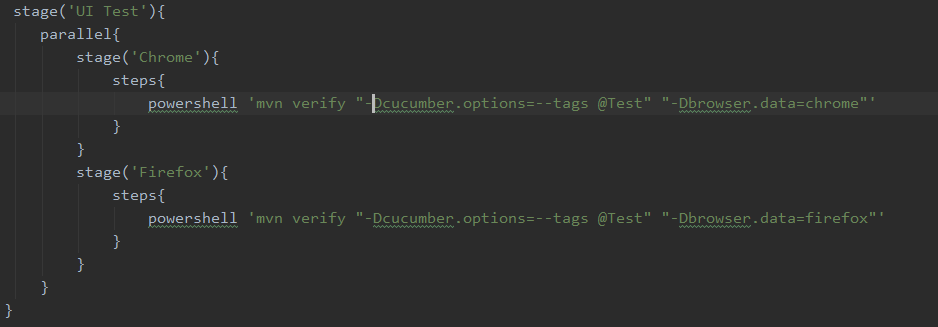 stage('UI Test'){
parallel{
stage('Chrome'){
steps{
powershell 'mvn verify "-Dcucumber.options=--tags @Test" "-Dbrowser.data=chrome"'
}
}
stage('Firefox'){
steps{
powershell 'mvn verify "-Dcucumber.options=--tags @Test" "-Dbrowser.data=firefox"'
}
}
}
}